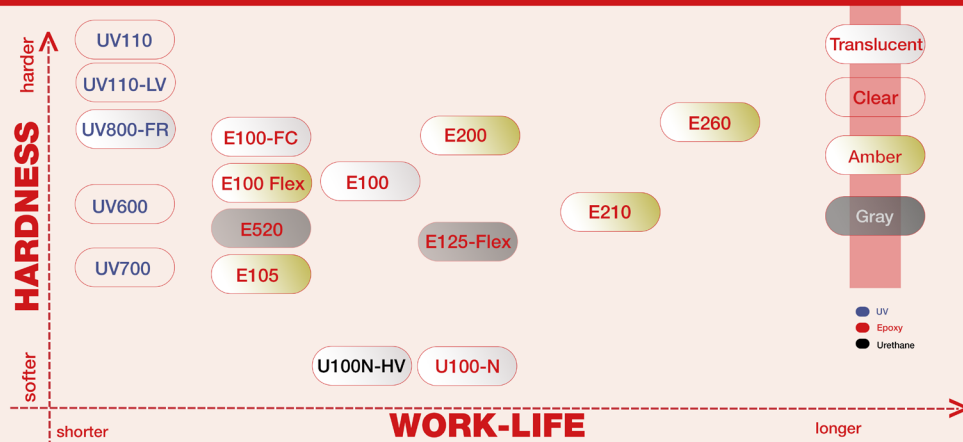 harder
HARDNESS
softer
UV110
UV110-LV
UV800-FR
UV600
UV700
E100-FC
E100 Flex
E520
E105
E100
E200
E125-Flex
E210
E260
U100N-HV
U100-N
Translucent
Clear
Amber
Gray
UV
Epoxy
Urethane
shorter
WORK-LIFE
longer